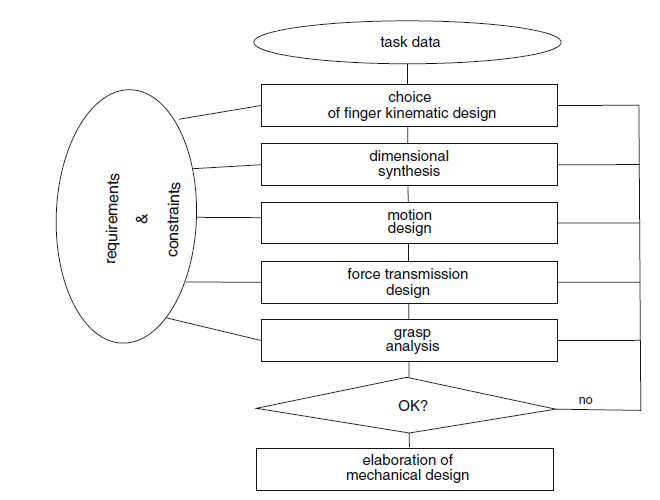 task data
choice
of finger kinematic design
dimensional
synthesis
motion
design
force transmission
design
grasp
analysis
OK?
no
elaboration of
mechanical design
requirements
&
constraints